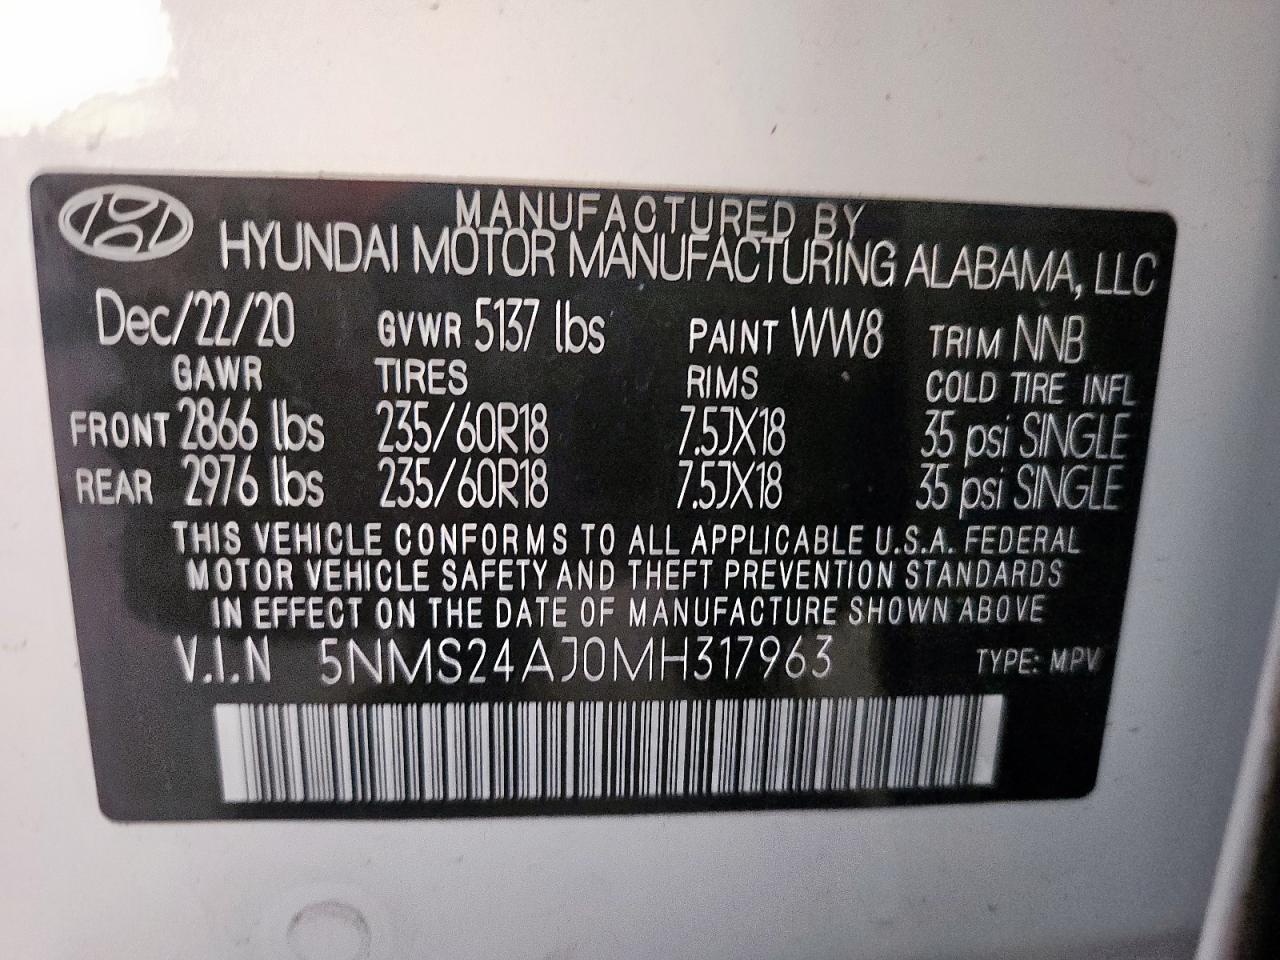 MANUFACTURED BY
HYUNDAI MOTOR MANUFACTURING ALABAMA, LLC
Dec/22/20 GVWR 5137 lbs PAINT WW8 TRIM NNB
GAWR TIRES RIMS COLD TIRE INFL
FRONT 2866 lbs 235/60R18 7.5JX18 35 psi SINGLE
REAR 2976 lbs 235/60R18 7.5JX18 35 psi SINGLE
THIS VEHICLE CONFORMS TO ALL APPLICABLE U.S.A. FEDERAL
MOTOR VEHICLE SAFETY AND THEFT PREVENTION STANDARDS
IN EFFECT ON THE DATE OF MANUFACTURE SHOWN ABOVE
V.I.N 5NMS24AJ0MH317963 TYPE: MPV